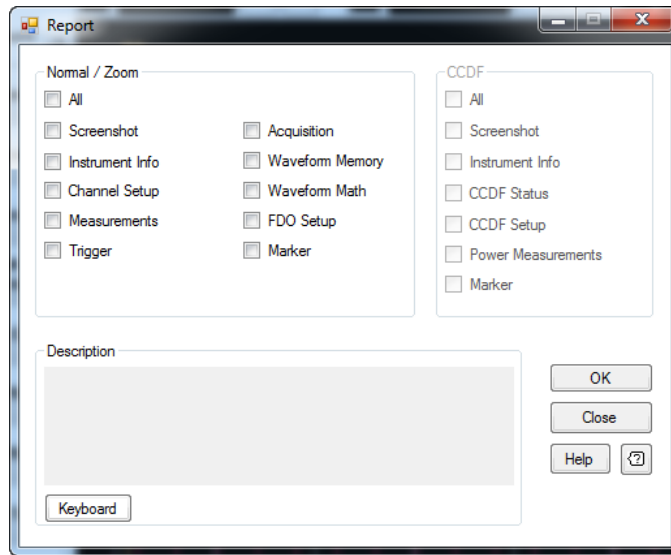 Report
Normal / Zoom
All
Screenshot
Instrument Info
Channel Setup
Measurements
Trigger
Acquisition
Waveform Memory
Waveform Math
FDO Setup
Marker
CCDF
All
Screenshot
Instrument Info
CCDF Status
CCDF Setup
Power Measurements
Marker
Description
Keyboard
OK
Close
Help
?